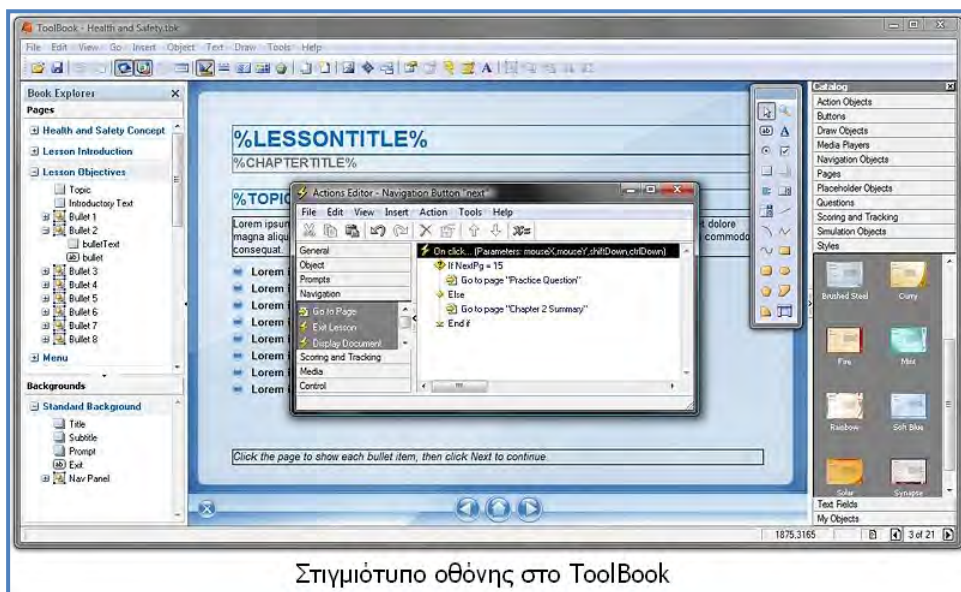 ToolBook - Health and Safety.tbk
File Edit View Go Insert Object Text Draw Tools Help
Book Explorer
Pages
Health and Safety Concept
Lesson Introduction
Lesson Objectives
Topic
Introductory Text
Bullet 1
Bullet 2
bulletText
bullet
Bullet 3
Bullet 4
Bullet 5
Bullet 6
Bullet 7
Bullet 8
Menu
Backgrounds
Standard Background
Title
Subtitle
Prompt
Exit
Nav Panel
%LESSONTITLE%
%CHAPTERTITLE%
%TOPIC
Lorem ipsum
magna aliqu
consequat.
et dolore
commodo
Lorem i
Lorem i
Lorem i
Lorem i
Lorem i
Lorem i
Lorem i
Lorem i
Click the page to show each bullet item, then click Next to continue
Actions Editor - Navigation Button "next"
File Edit View Insert Action Tools Help
General
Object
Prompts
Navigation
Go to Page
Exit Lesson
Display Document
Scoring and Tracking
Media
Control
On click... (Parameters: mouseX,mouseY,shiftDown,ctrlDown)
If NextPg = 15
Go to page "Practice Question"
Else
Go to page "Chapter 2 Summary"
End if
Catalog
Action Objects
Buttons
Draw Objects
Media Players
Navigation Objects
Pages
Placeholder Objects
Questions
Scoring and Tracking
Simulation Objects
Styles
Brushed Steel Curry
Fire Mist
Rainbow Soft Blue
Solar Synapse
Text Fields
My Objects
1875,3165 3 of 21
Στιγμιότυπο οθόνης στο ToolBook